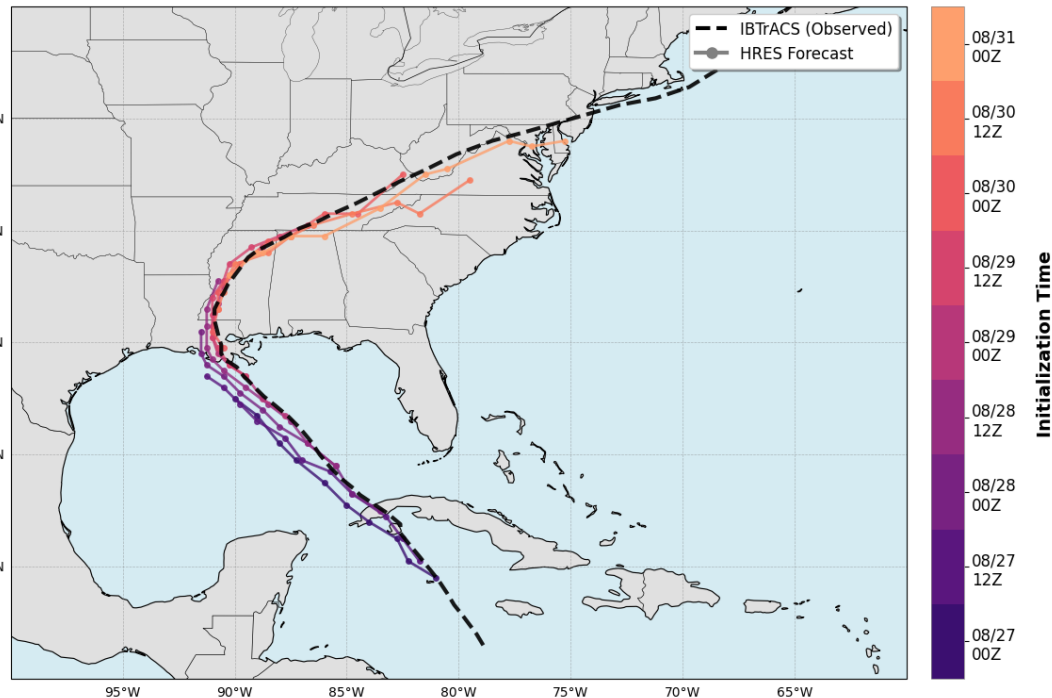 IBTrACS (Observed)
HRES Forecast
08/31
00Z
08/30
12Z
08/30
00Z
08/29
12Z
08/29
00Z
08/28
12Z
08/28
00Z
08/27
12Z
08/27
00Z
Initialization Time
N
N
N
N
N
95°W
90°W
85°W
80°W
75°W
70°W
65°W